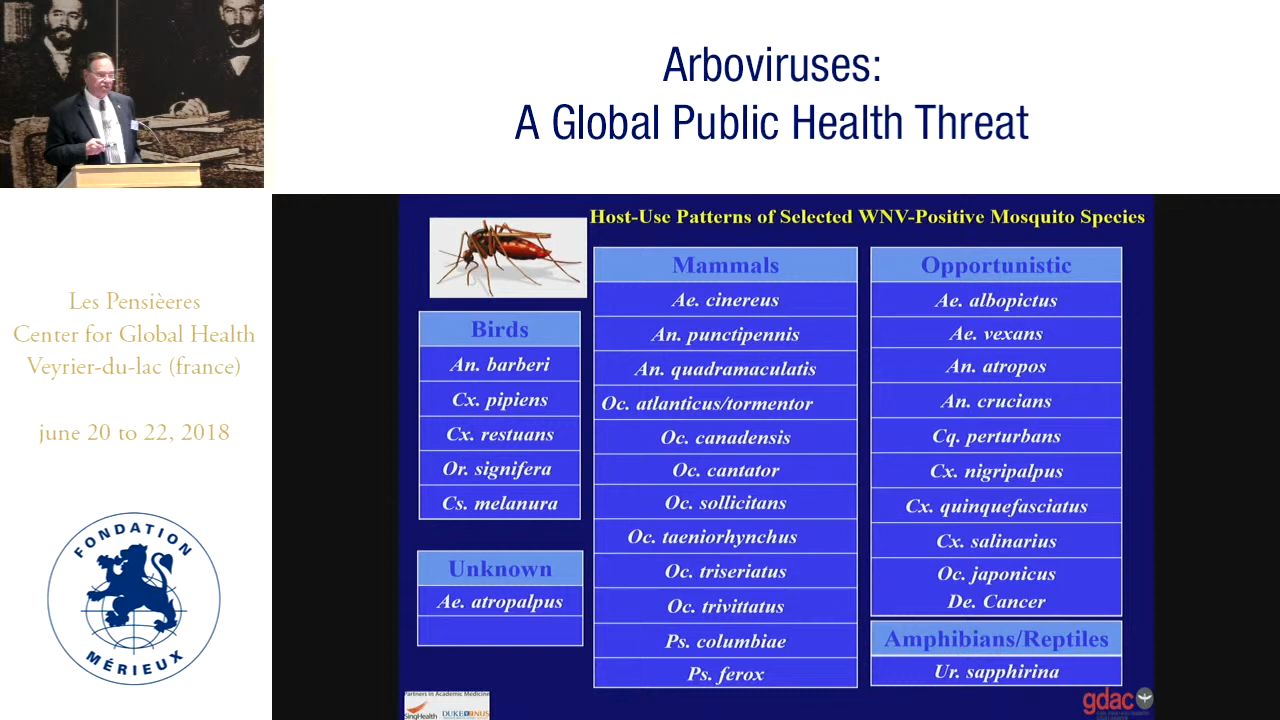 Arboviruses:
A Global Public Health Threat
Les Pensièeres
Center for Global Health
Veyrier-du-lac (france)
june 20 to 22, 2018
FONDATION
MÉRIEUX
Host-Use Patterns of Selected WNV-Positive Mosquito Species
Birds
An. barberi
Cx. pipiens
Cx. restuans
Or. signifera
Cs. melanura
Unknown
Ae. atropalpus
Mammals
Ae. cinereus
An. punctipennis
An. quadramaculatis
Oc. atlanticus/tormentor
Oc. canadensis
Oc. cantator
Oc. sollicitans
Oc. taeniorhynchus
Oc. triseriatus
Oc. trivittatus
Ps. columbiae
Ps. ferox
Opportunistic
Ae. albopictus
Ae. vexans
An. atropos
An. crucians
Cq. perturbans
Cx. nigripalpus
Cx. quinquefasciatus
Cx. salinarius
Oc. japonicus
De. Cancer
Amphibians/Reptiles
Ur. sapphirina
Partners in Academic Medicine
SingHealth DUKE NUS
gdac